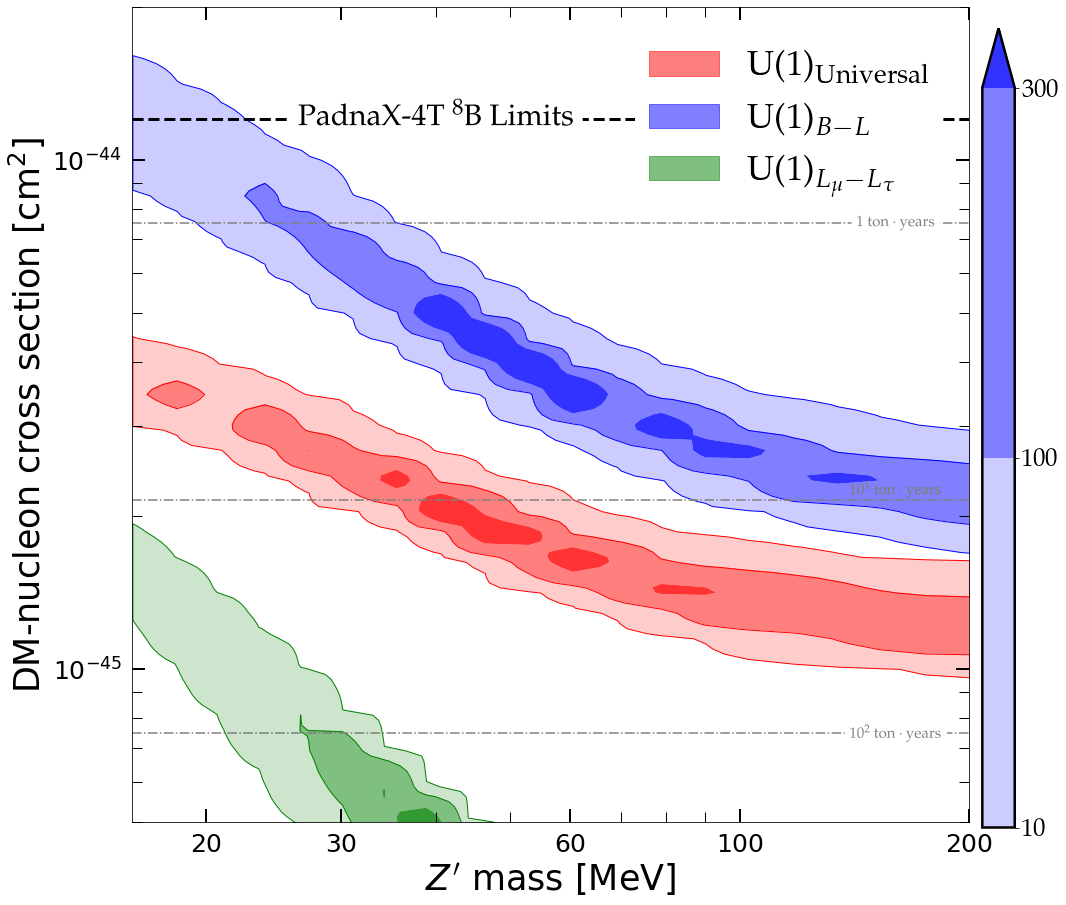 U(1)Universal
PadnaX-4T ⁸B Limits
U(1)B−L
U(1)Lμ−Lτ
1 ton · years
10¹ ton · years
10² ton · years
DM-nucleon cross section [cm²]
10⁻⁴⁴
10⁻⁴⁵
20 30 60 100 200
Z′ mass [MeV]
300
100
10